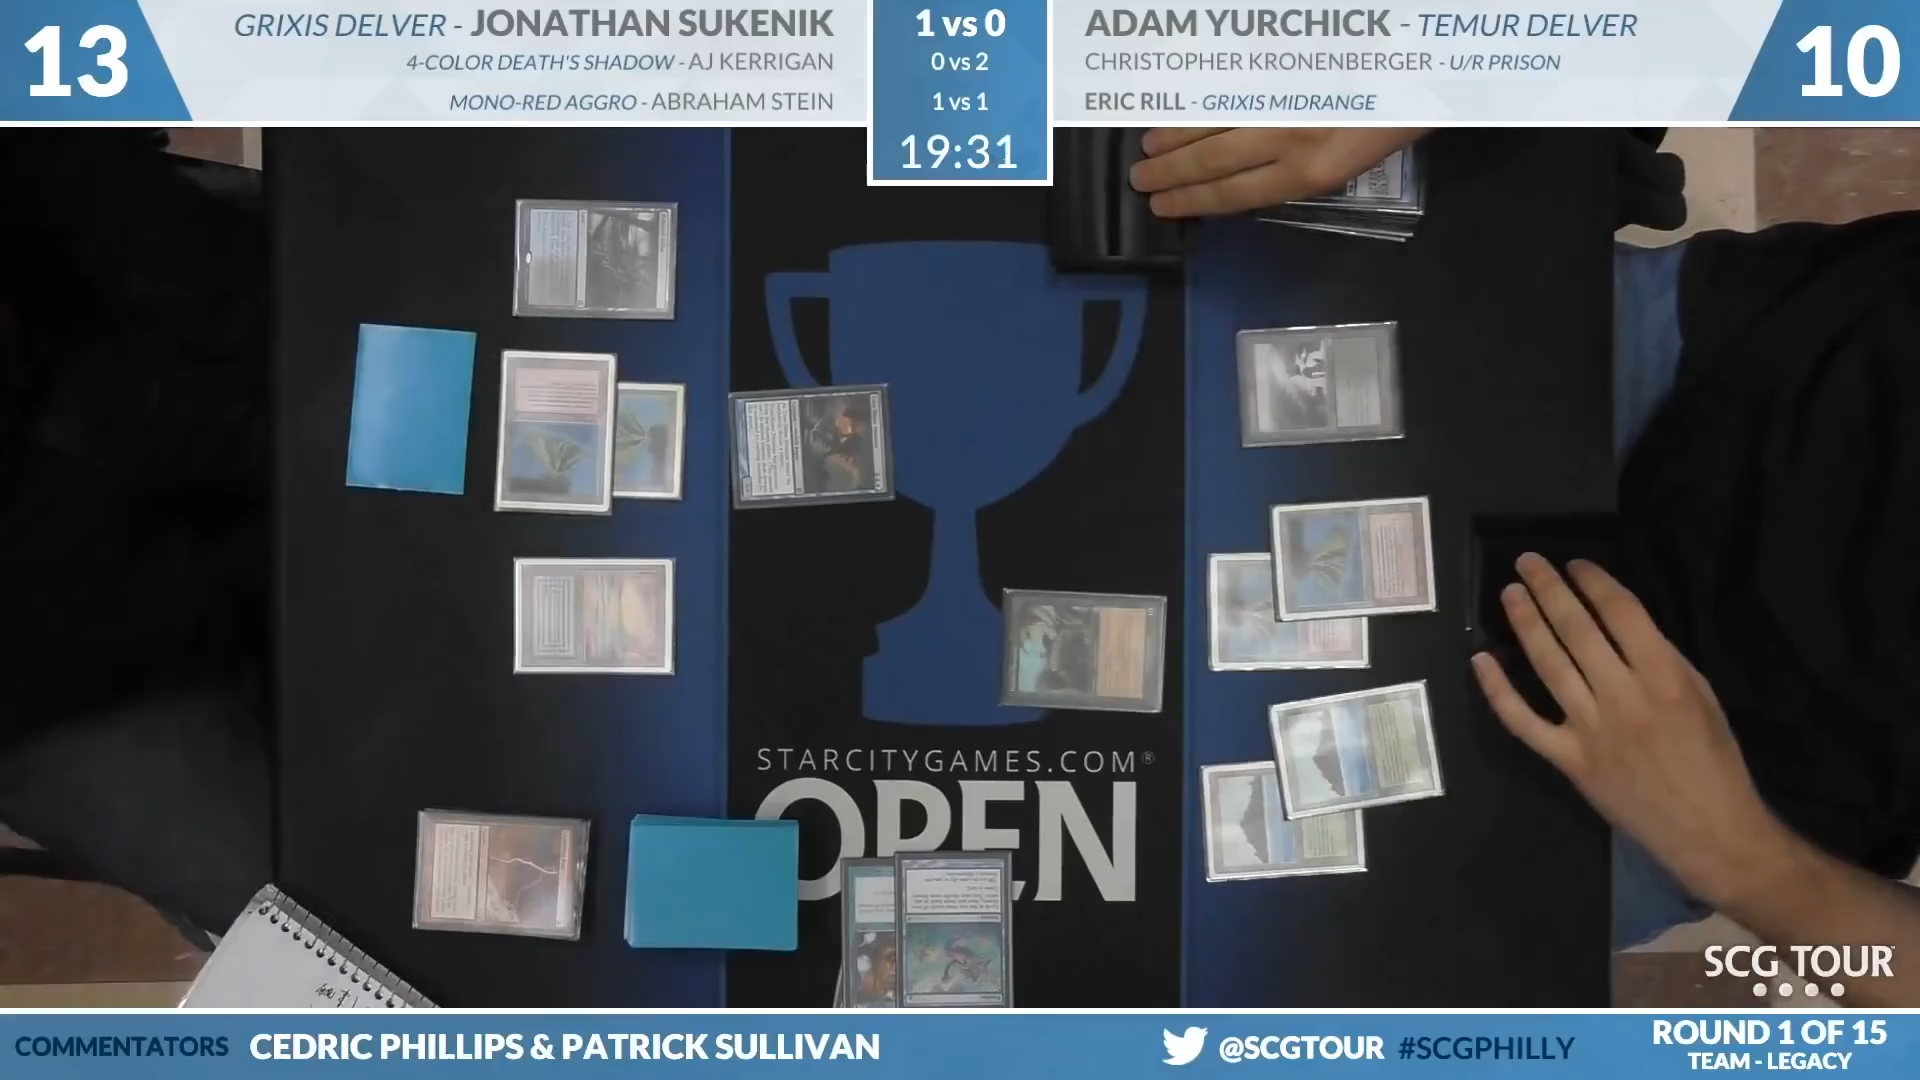 13
GRIXIS DELVER - JONATHAN SUKENIK
4-COLOR DEATH'S SHADOW - AJ KERRIGAN
MONO-RED AGGRO - ABRAHAM STEIN
1 vs 0
0 vs 2
1 vs 1
19:31
ADAM YURCHICK - TEMUR DELVER
CHRISTOPHER KRONENBERGER - U/R PRISON
ERIC RILL - GRIXIS MIDRANGE
10
STARCITYGAMES.COM®
OPEN
SCG TOUR
COMMENTATORS CEDRIC PHILLIPS & PATRICK SULLIVAN
@SCGTOUR #SCGPHILLY
ROUND 1 OF 15
TEAM - LEGACY